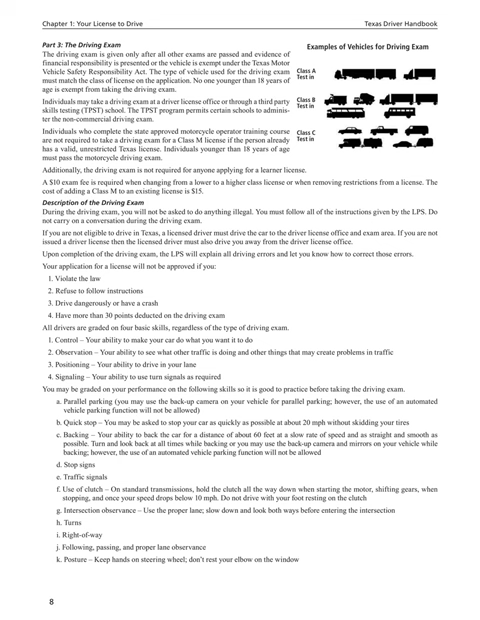 Chapter 1: Your License to Drive
Texas Driver Handbook
Part 3: The Driving Exam
The driving exam is given only after all other exams are passed and evidence of
financial responsibility is presented or the vehicle is exempt under the Texas Motor
Vehicle Safety Responsibility Act. The type of vehicle used for the driving exam
must match the class of license on the application. No one younger than 18 years of
age is exempt from taking the driving exam.
Individuals may take a driving exam at a driver license office or through a third party
skills testing (TPST) school. The TPST program permits certain schools to adminis-
ter the non-commercial driving exam.
Individuals who complete the state approved motorcycle operator training course
are not required to take a driving exam for a Class M license if the person already
has a valid, unrestricted Texas license. Individuals younger than 18 years of age
must pass the motorcycle driving exam.
Examples of Vehicles for Driving Exam
Class A
Test in
Class B
Test in
Class C
Test in
Additionally, the driving exam is not required for anyone applying for a learner license.
A $10 exam fee is required when changing from a lower to a higher class license or when removing restrictions from a license. The
cost of adding a Class M to an existing license is $15.
Description of the Driving Exam
During the driving exam, you will not be asked to do anything illegal. You must follow all of the instructions given by the LPS. Do
not carry on a conversation during the driving exam.
If you are not eligible to drive in Texas, a licensed driver must drive the car to the driver license office and exam area. If you are not
issued a driver license then the licensed driver must also drive you away from the driver license office.
Upon completion of the driving exam, the LPS will explain all driving errors and let you know how to correct those errors.
Your application for a license will not be approved if you:
1. Violate the law
2. Refuse to follow instructions
3. Drive dangerously or have a crash
4. Have more than 30 points deducted on the driving exam
All drivers are graded on four basic skills, regardless of the type of driving exam.
1. Control – Your ability to make your car do what you want it to
2. Observation – Your ability to see what other traffic is doing and other things that may create problems in traffic
3. Positioning – Your ability to drive in your lane
4. Signaling – Your ability to use turn signals as required
You may be graded on your performance on the following skills so it is good to practice before taking the driving exam.
a. Parallel parking (you may use the back-up camera on your vehicle for parallel parking; however, the use of an automated
vehicle parking function will not be allowed)
b. Quick stop – You may be asked to stop your car as quickly as possible at about 20 mph without skidding your tires
c. Backing – Your ability to back the car for a distance of about 60 feet at a slow rate of speed and as straight and smooth as
possible. Turn and look back at all times while backing or you may use the back-up camera and mirrors on your vehicle while
backing; however, the use of an automated vehicle parking function will not be allowed
d. Stop signs
e. Traffic signals
f. Use of clutch – On standard transmissions, hold the clutch all the way down when starting the motor, shifting gears, when
stopping, and once your speed drops below 10 mph. Do not drive with your foot resting on the clutch
g. Intersection observance – Use the proper lane; slow down and look both ways before entering the intersection
h. Turns
i. Right-of-way
j. Following, passing, and proper lane observance
k. Posture – Keep hands on steering wheel; don't rest your elbow on the window
8